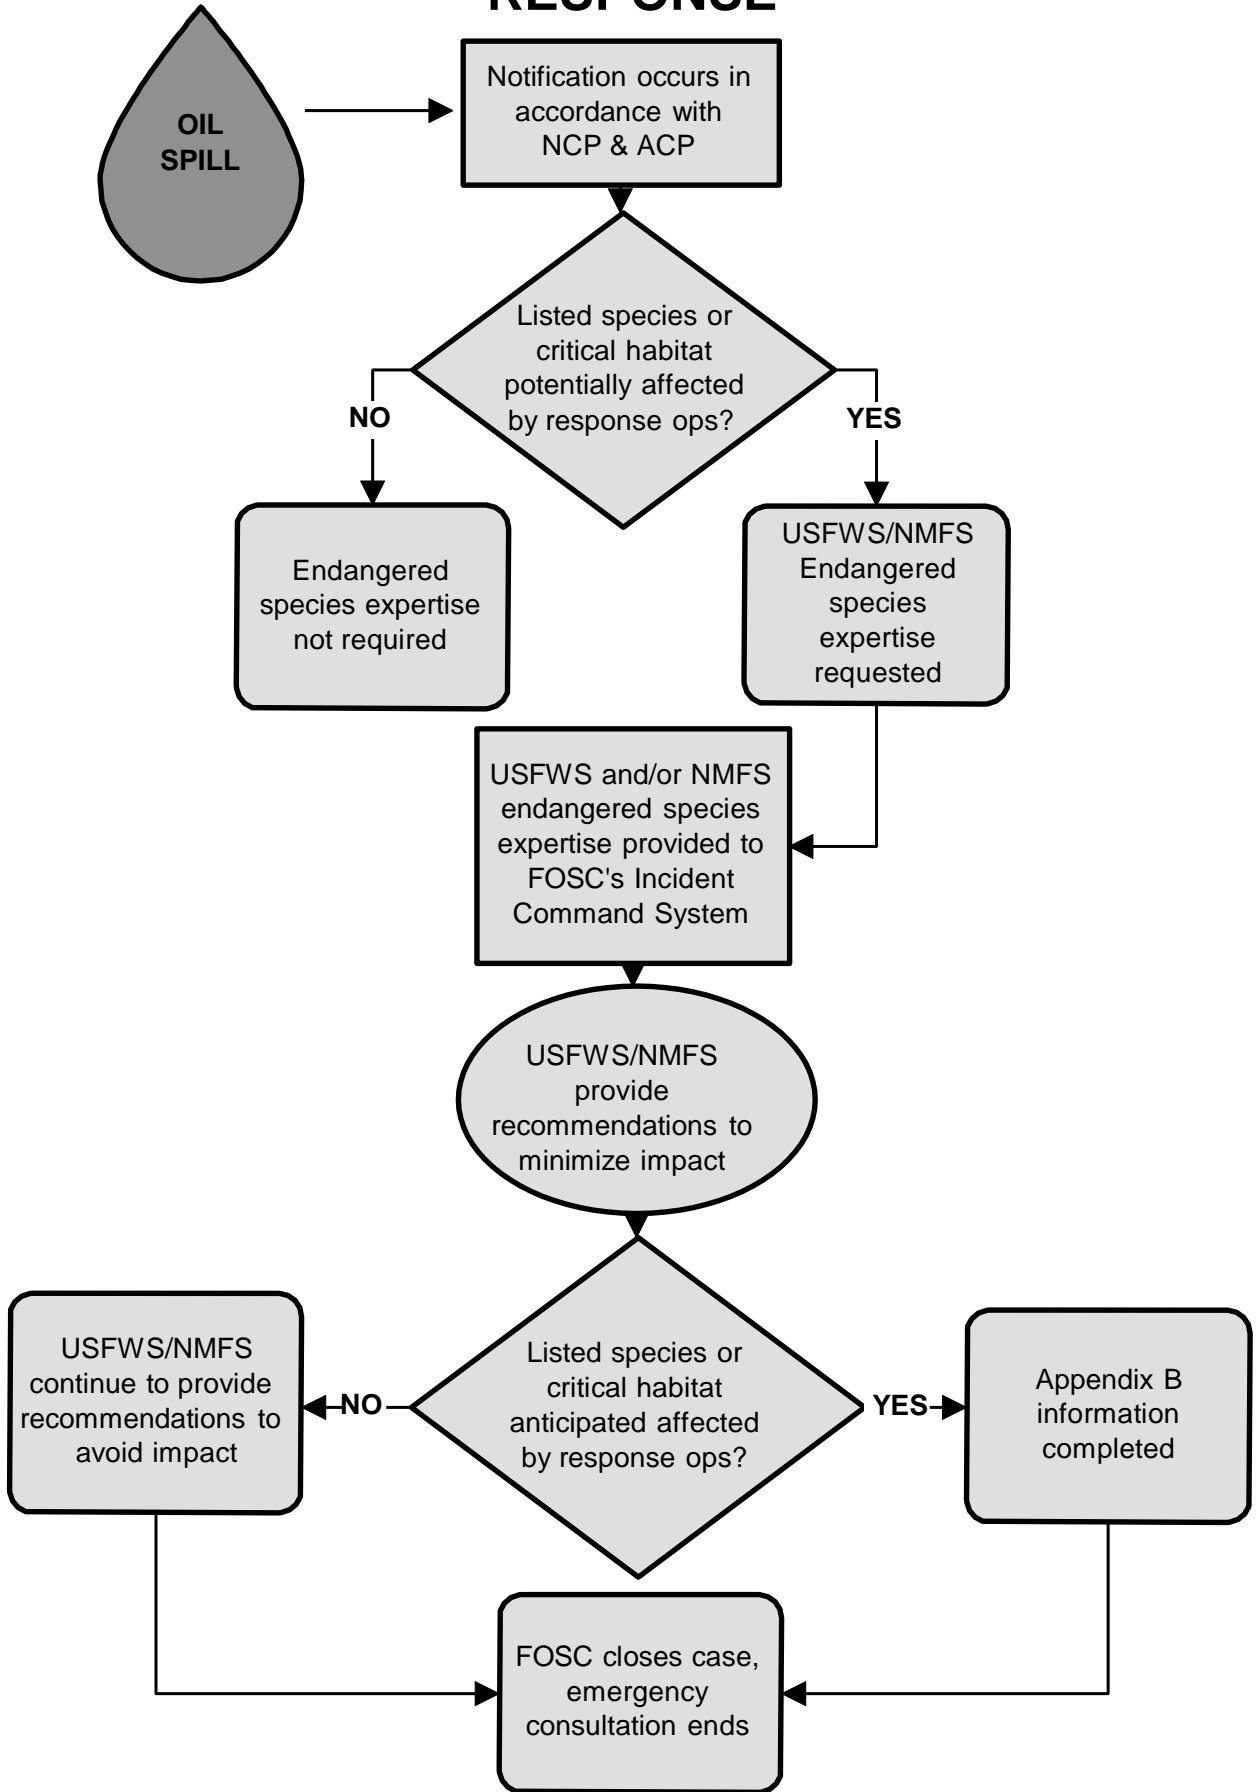 RESPONSE
OIL
SPILL
Notification occurs in
accordance with
NCP & ACP
Listed species or
critical habitat
potentially affected
by response ops?
NO
YES
Endangered
species expertise
not required
USFWS/NMFS
Endangered
species
expertise
requested
USFWS and/or NMFS
endangered species
expertise provided to
FOSC's Incident
Command System
USFWS/NMFS
provide
recommendations to
minimize impact
USFWS/NMFS
continue to provide
recommendations to
avoid impact
NO
Listed species or
critical habitat
anticipated affected
by response ops?
YES
Appendix B
information
completed
FOSC closes case,
emergency
consultation ends